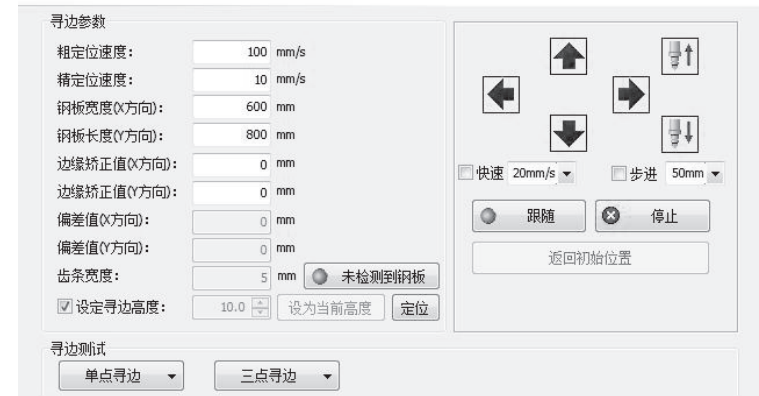 寻边参数
粗定位速度： 100 mm/s
精定位速度： 10 mm/s
钢板宽度(X方向)： 600 mm
钢板长度(Y方向)： 800 mm
边缘矫正值(X方向)： 0 mm
边缘矫正值(Y方向)： 0 mm
偏差值(X方向)： 0 mm
偏差值(Y方向)： 0 mm
齿条宽度： 5 mm 未检测到钢板
设定寻边高度： 10.0 设为当前高度 定位
快速 20mm/s 步进 50mm
跟随 停止
返回初始位置
寻边测试
单点寻边 三点寻边